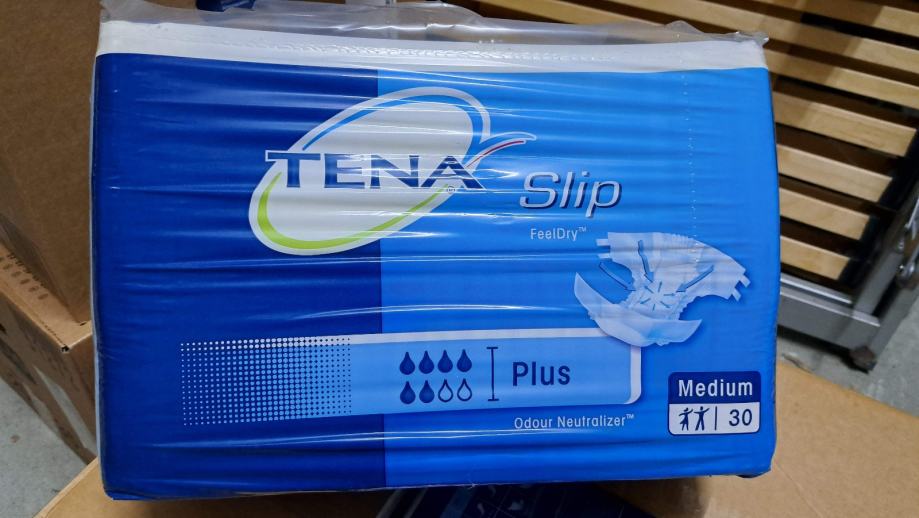 TENA
Slip
FeelDry™
Plus
Odour Neutralizer™
Medium
30